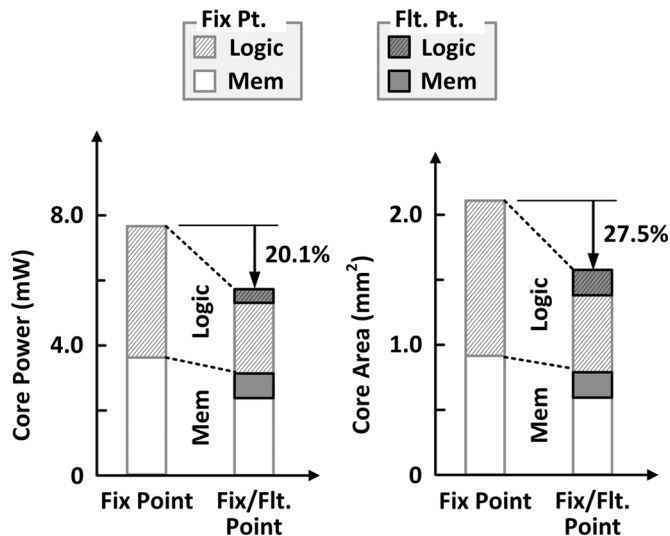 Fix Pt.
Logic
Mem
Flt. Pt.
Logic
Mem
Core Power (mW)
8.0
4.0
0
20.1%
Logic
Mem
Fix Point
Fix/Flt.
Point
Core Area (mm²)
2.0
1.0
0
27.5%
Logic
Mem
Fix Point
Fix/Flt.
Point